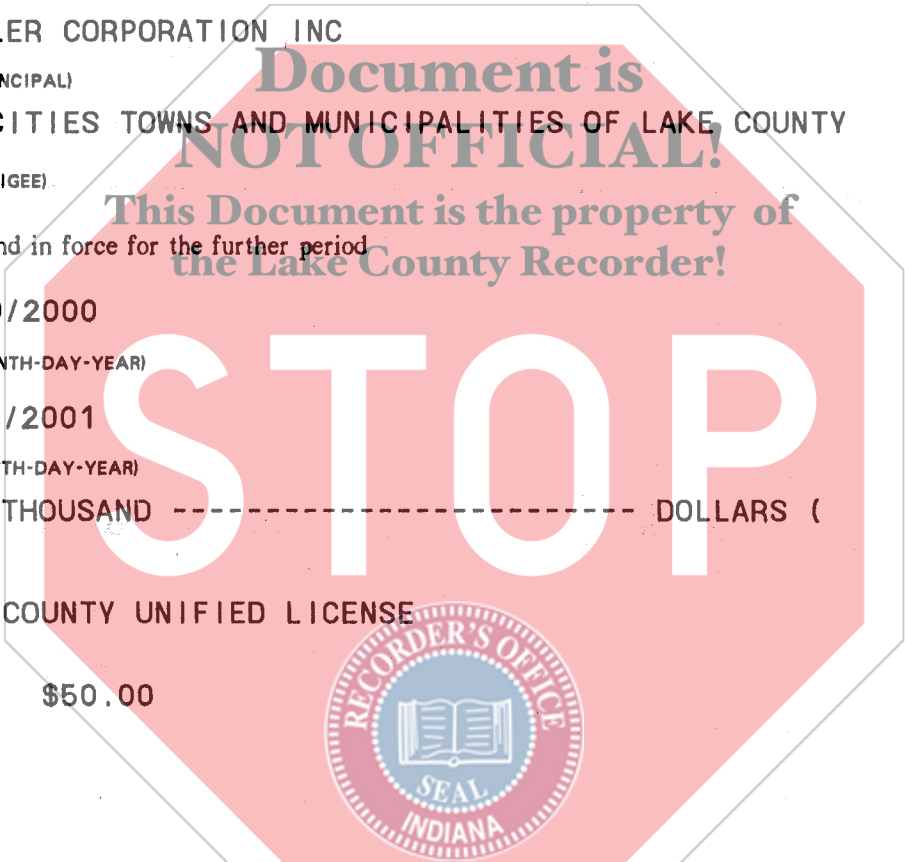 LER CORPORATION INC
Document is
NCIPAL)
CITIES TOWNS AND MUNICIPALITIES OF LAKE COUNTY
NOT OFFICIAL!
IGEE)
This Document is the property of
nd in force for the further period
the Lake County Recorder!
0/2000
NTH-DAY-YEAR)
STOP
/2001
TH-DAY-YEAR)
THOUSAND ------------------------- DOLLARS (
COUNTY UNIFIED LICENSE
RECORDER'S OFFICE
$50.00
SEAL
INDIANA